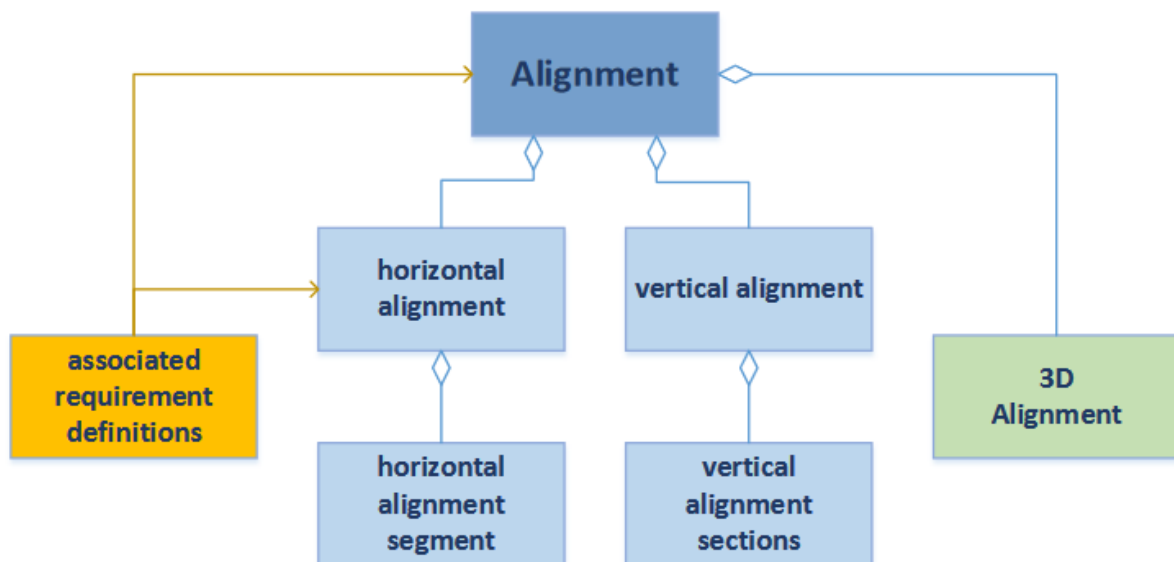 Alignment
horizontal
alignment
vertical alignment
associated
requirement
definitions
3D
Alignment
horizontal
alignment
segment
vertical
alignment
sections